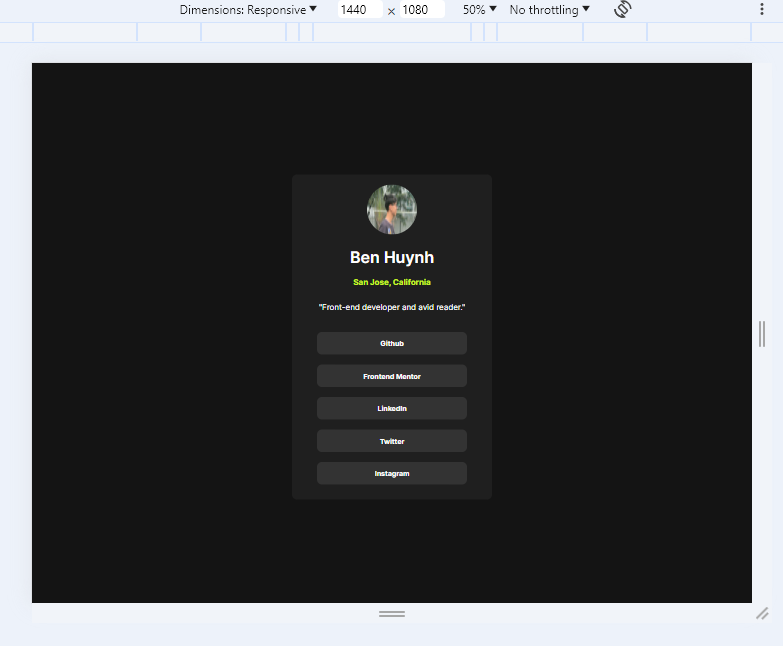 Dimensions: Responsive 1440 × 1080 50% No throttling
Ben Huynh
San Jose, California
"Front-end developer and avid reader."
Github
Frontend Mentor
LinkedIn
Twitter
Instagram